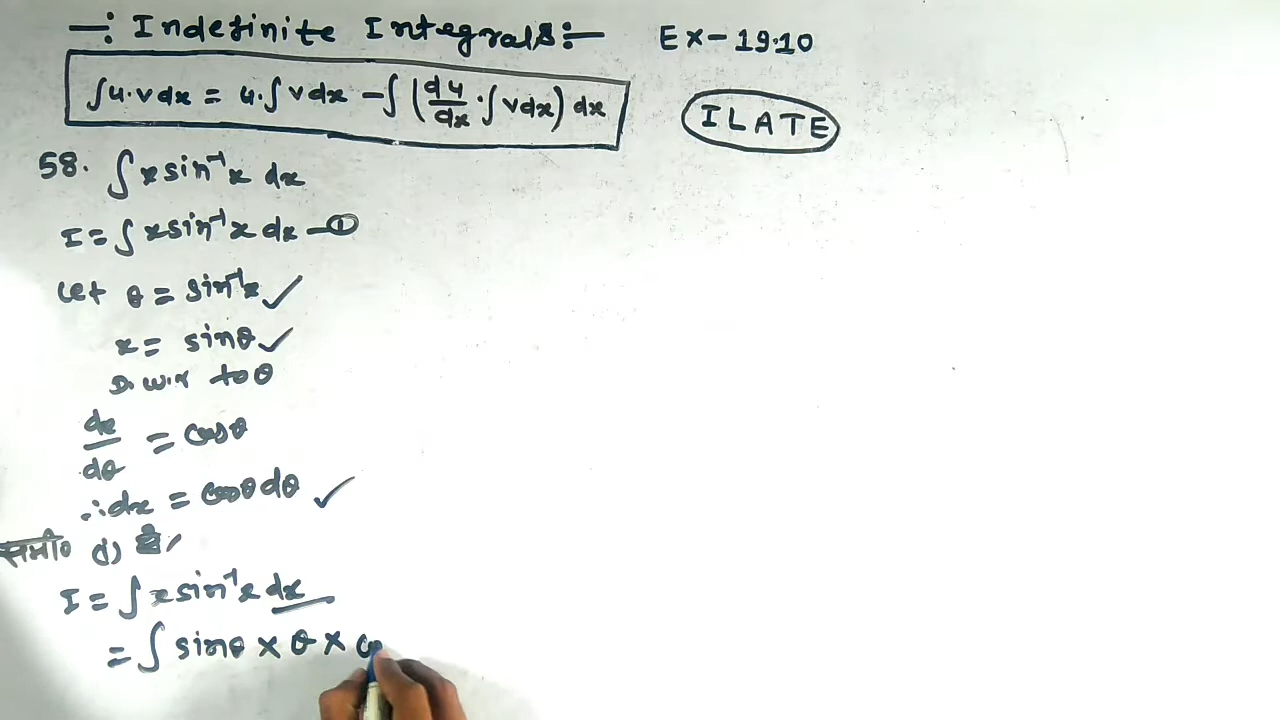 —: Indefinite Integrals:— Ex-19.10
∫u.vdx = u.∫vdx -∫(du/dx.∫vdx)dx
ILATE
58. ∫xsin⁻¹x dx
I=∫xsin⁻¹x dx -①
Let θ = sin⁻¹x ✓
x = sinθ ✓
D.w.r to θ
dx/dθ = cosθ
∴dx = cosθdθ ✓
समी० (1) से,
I = ∫xsin⁻¹x dx
= ∫sinθ × θ ×